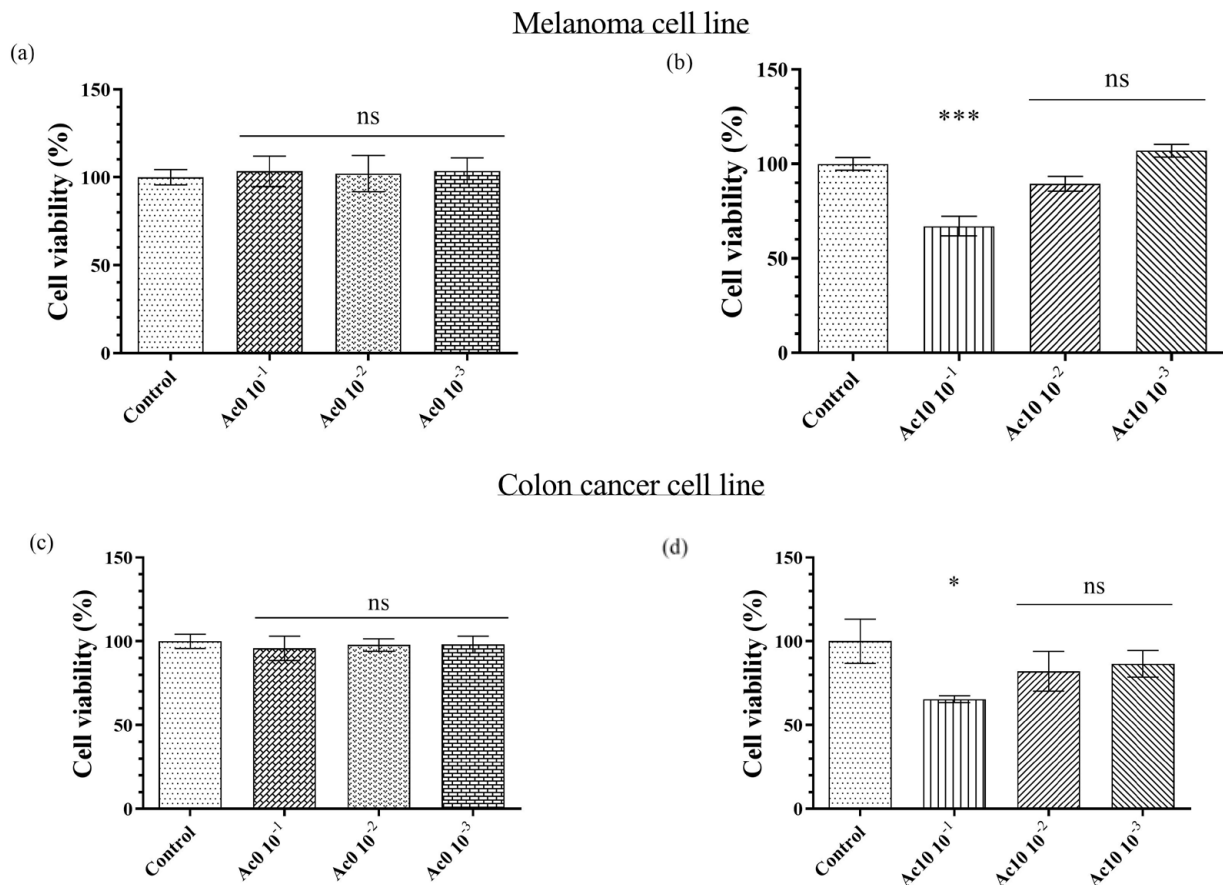 Melanoma cell line
(a)
Cell viability (%)
150
100
50
0
ns
Control
Ac0 10⁻¹
Ac0 10⁻²
Ac0 10⁻³
(b)
Cell viability (%)
150
100
50
0
***
ns
Control
Ac10 10⁻¹
Ac10 10⁻²
Ac10 10⁻³
Colon cancer cell line
(c)
Cell viability (%)
150
100
50
0
ns
Control
Ac0 10⁻¹
Ac0 10⁻²
Ac0 10⁻³
(d)
Cell viability (%)
150
100
50
0
*
ns
Control
Ac10 10⁻¹
Ac10 10⁻²
Ac10 10⁻³